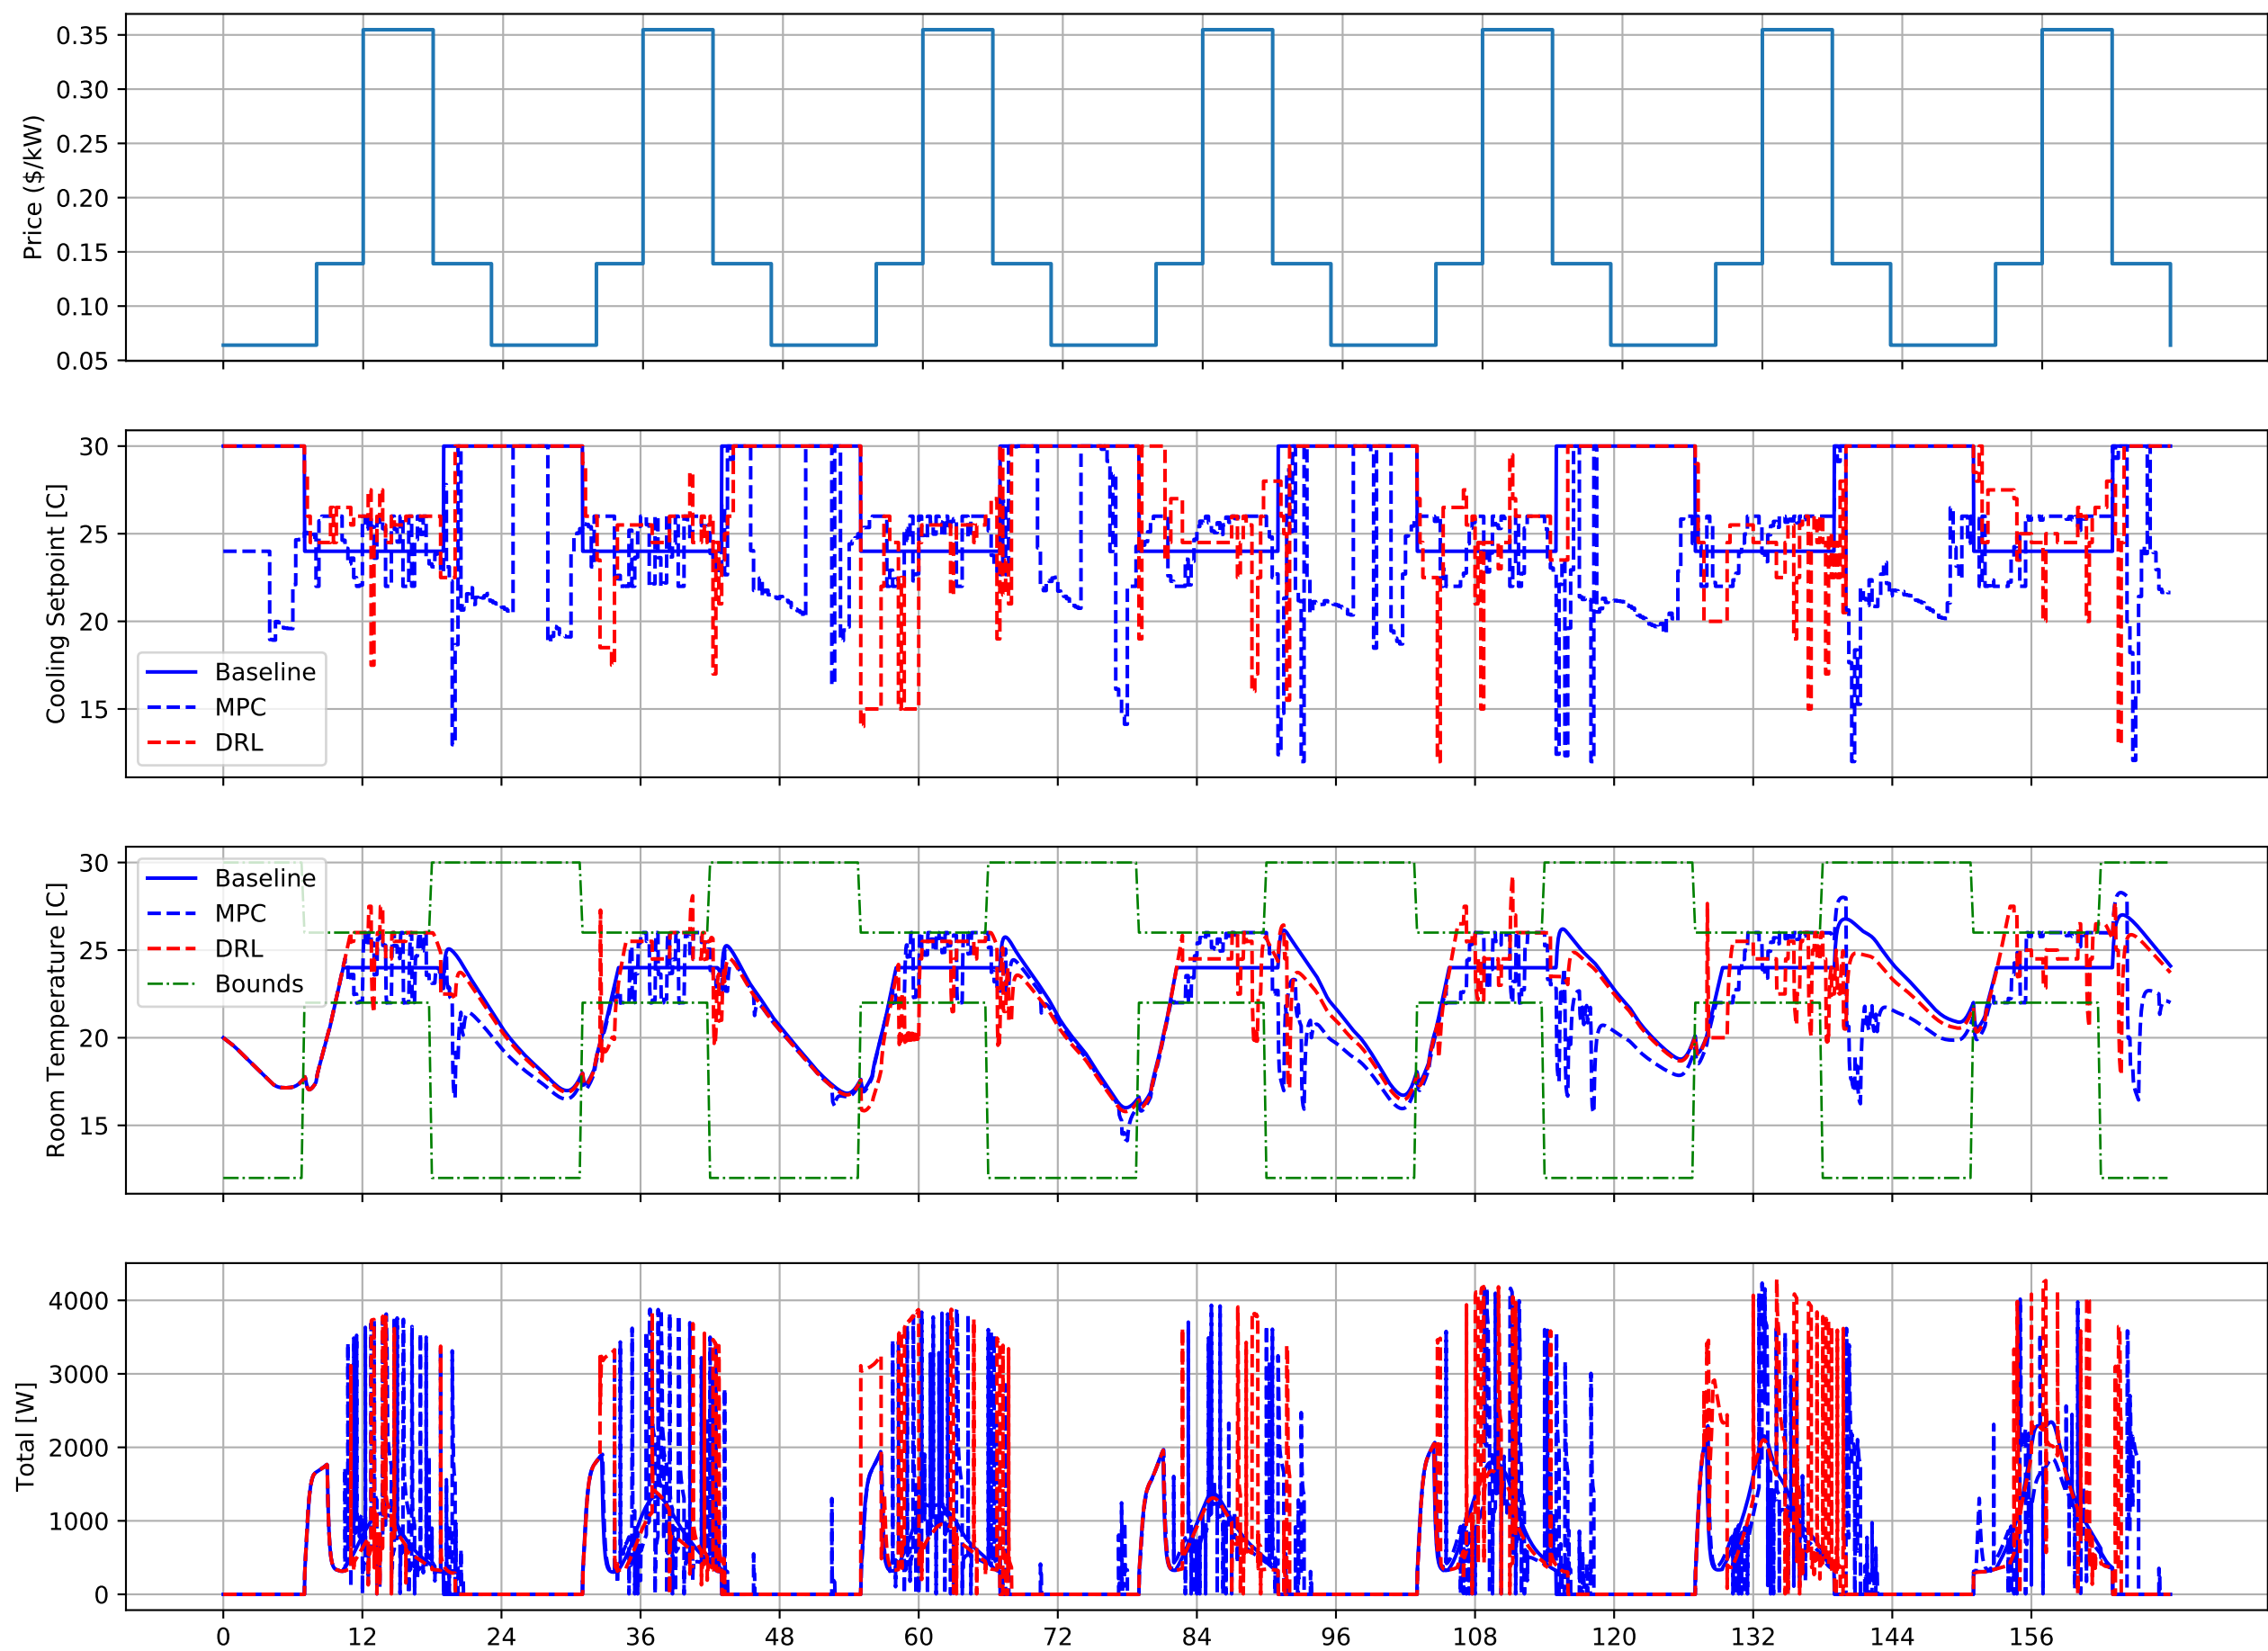 Price ($/kW)
0.35
0.30
0.25
0.20
0.15
0.10
0.05
Cooling Setpoint [C]
30
25
20
15
Baseline
MPC
DRL
Room Temperature [C]
30
25
20
15
Baseline
MPC
DRL
Bounds
Total [W]
4000
3000
2000
1000
0
0 12 24 36 48 60 72 84 96 108 120 132 144 156